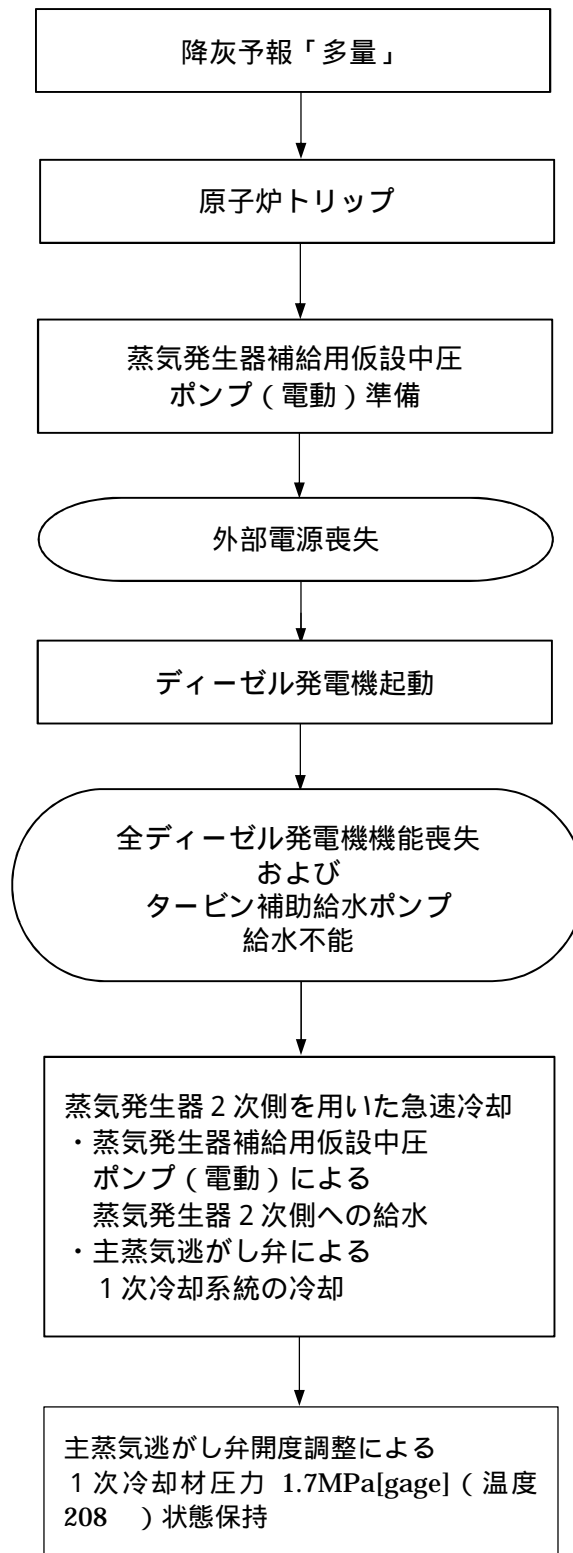 降灰予報「多量」
原子炉トリップ
蒸気発生器補給用仮設中圧
ポンプ（電動）準備
外部電源喪失
ディーゼル発電機起動
全ディーゼル発電機機能喪失
および
タービン補助給水ポンプ
給水不能
蒸気発生器２次側を用いた急速冷却
・蒸気発生器補給用仮設中圧
ポンプ（電動）による
蒸気発生器２次側への給水
・主蒸気逃がし弁による
１次冷却系統の冷却
主蒸気逃がし弁開度調整による
１次冷却材圧力 1.7MPa[gage]（温度
208　）状態保持